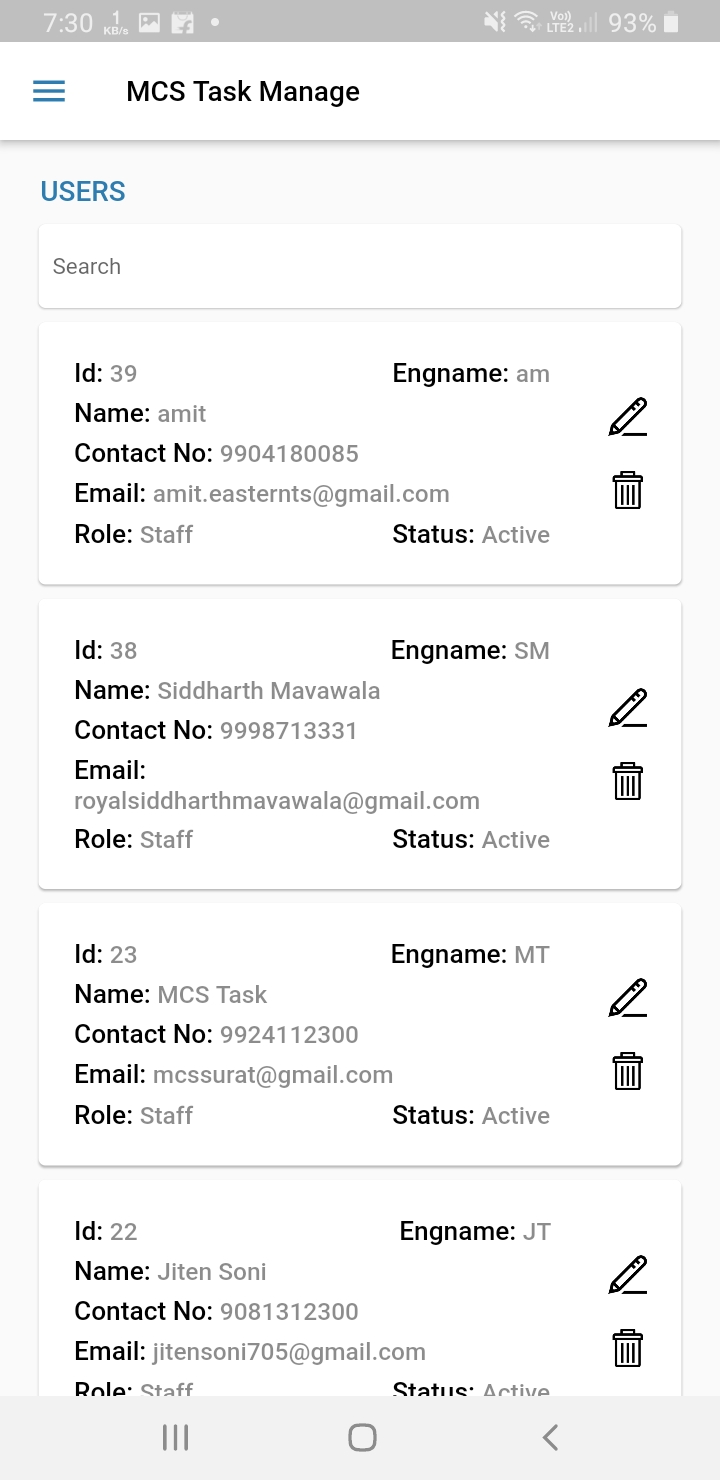 7:30 1 KB/s Vo) LTE2 93%
MCS Task Manage
USERS
Search
Id: 39 Engname: am
Name: amit
Contact No: 9904180085
Email: amit.easternts@gmail.com
Role: Staff Status: Active
Id: 38 Engname: SM
Name: Siddharth Mavawala
Contact No: 9998713331
Email:
royalsiddharthmavawala@gmail.com
Role: Staff Status: Active
Id: 23 Engname: MT
Name: MCS Task
Contact No: 9924112300
Email: mcssurat@gmail.com
Role: Staff Status: Active
Id: 22 Engname: JT
Name: Jiten Soni
Contact No: 9081312300
Email: jitensoni705@gmail.com
Role: Staff Status: Active